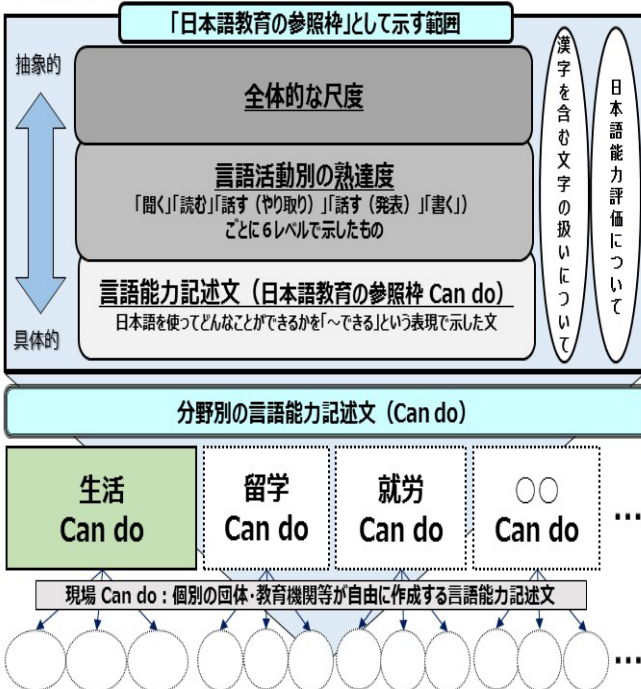 「日本語教育の参照枠」として示す範囲
抽象的
全体的な尺度
言語活動別の熟達度
「聞く」「読む」「話す（やり取り）」「話す（発表）」「書く」）
ごとに６レベルで示したもの
言語能力記述文（日本語教育の参照枠 Can do）
日本語を使ってどんなことができるかを「～できる」という表現で示した文
具体的
漢字を含む文字の扱いについて
日本語能力評価について
分野別の言語能力記述文（Can do）
生活
Can do
留学
Can do
就労
Can do
○○
Can do
…
現場 Can do：個別の団体・教育機関等が自由に作成する言語能力記述文
…